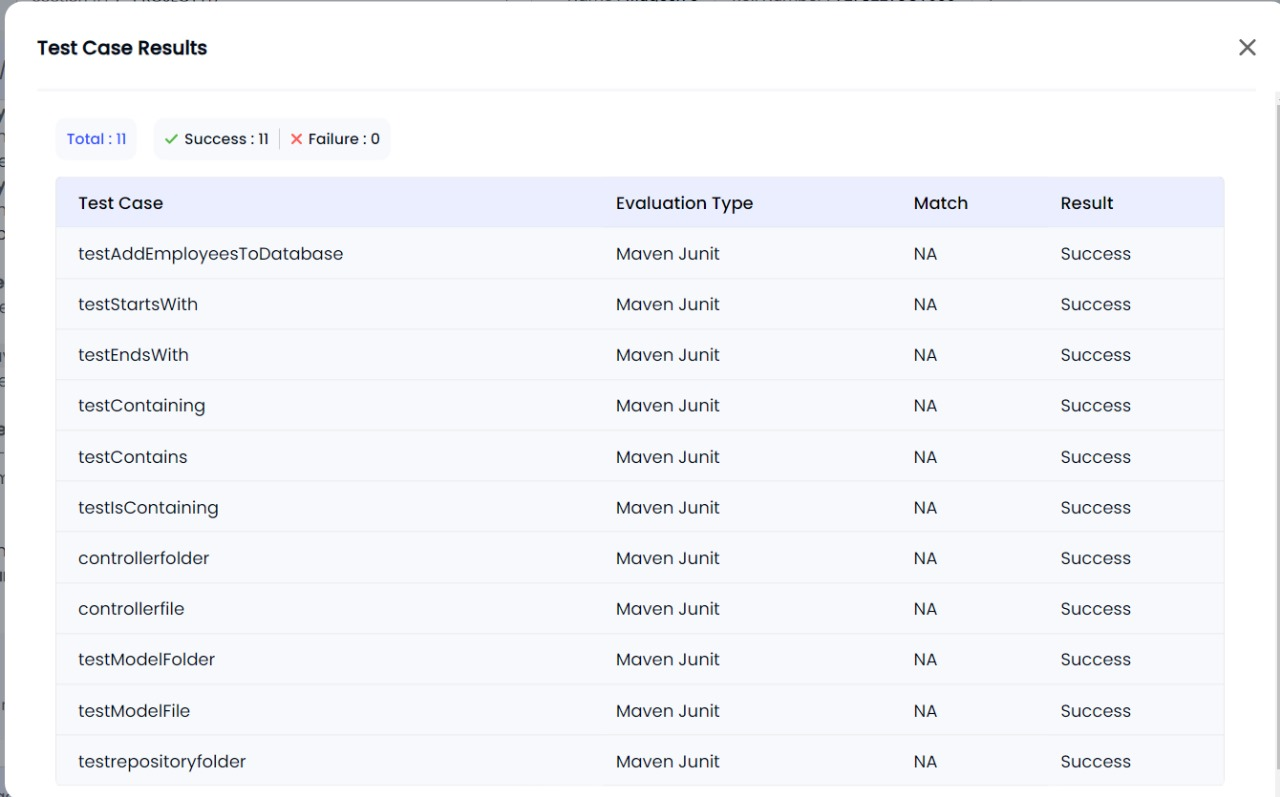 Test Case Results
Total : 11
Success : 11
Failure : 0
Test Case Evaluation Type Match Result
testAddEmployeesToDatabase Maven Junit NA Success
testStartsWith Maven Junit NA Success
testEndsWith Maven Junit NA Success
testContaining Maven Junit NA Success
testContains Maven Junit NA Success
testIsContaining Maven Junit NA Success
controllerfolder Maven Junit NA Success
controllerfile Maven Junit NA Success
testModelFolder Maven Junit NA Success
testModelFile Maven Junit NA Success
testrepositoryfolder Maven Junit NA Success